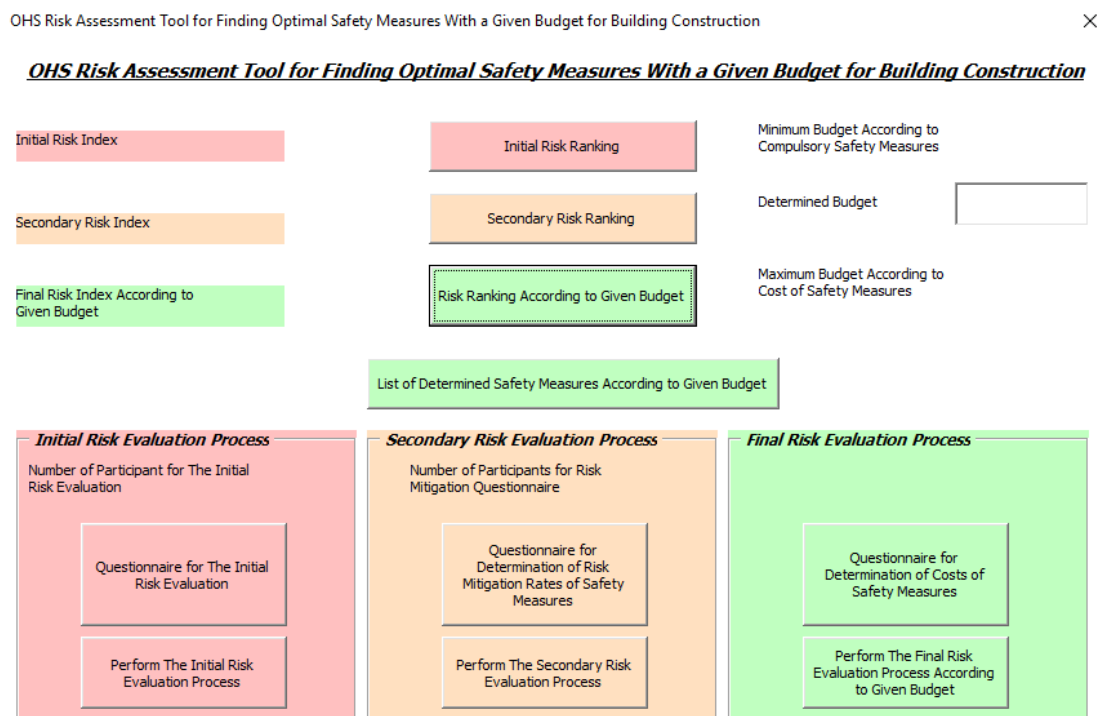 OHS Risk Assessment Tool for Finding Optimal Safety Measures With a Given Budget for Building Construction
OHS Risk Assessment Tool for Finding Optimal Safety Measures With a Given Budget for Building Construction
Initial Risk Index
Initial Risk Ranking
Minimum Budget According to
Compulsory Safety Measures
Secondary Risk Index
Secondary Risk Ranking
Determined Budget
Final Risk Index According to
Given Budget
Risk Ranking According to Given Budget
Maximum Budget According to
Cost of Safety Measures
List of Determined Safety Measures According to Given Budget
Initial Risk Evaluation Process
Number of Participant for The Initial
Risk Evaluation
Questionnaire for The Initial
Risk Evaluation
Perform The Initial Risk
Evaluation Process
Secondary Risk Evaluation Process
Number of Participants for Risk
Mitigation Questionnaire
Questionnaire for
Determination of Risk
Mitigation Rates of Safety
Measures
Perform The Secondary Risk
Evaluation Process
Final Risk Evaluation Process
Questionnaire for
Determination of Costs of
Safety Measures
Perform The Final Risk
Evaluation Process According
to Given Budget